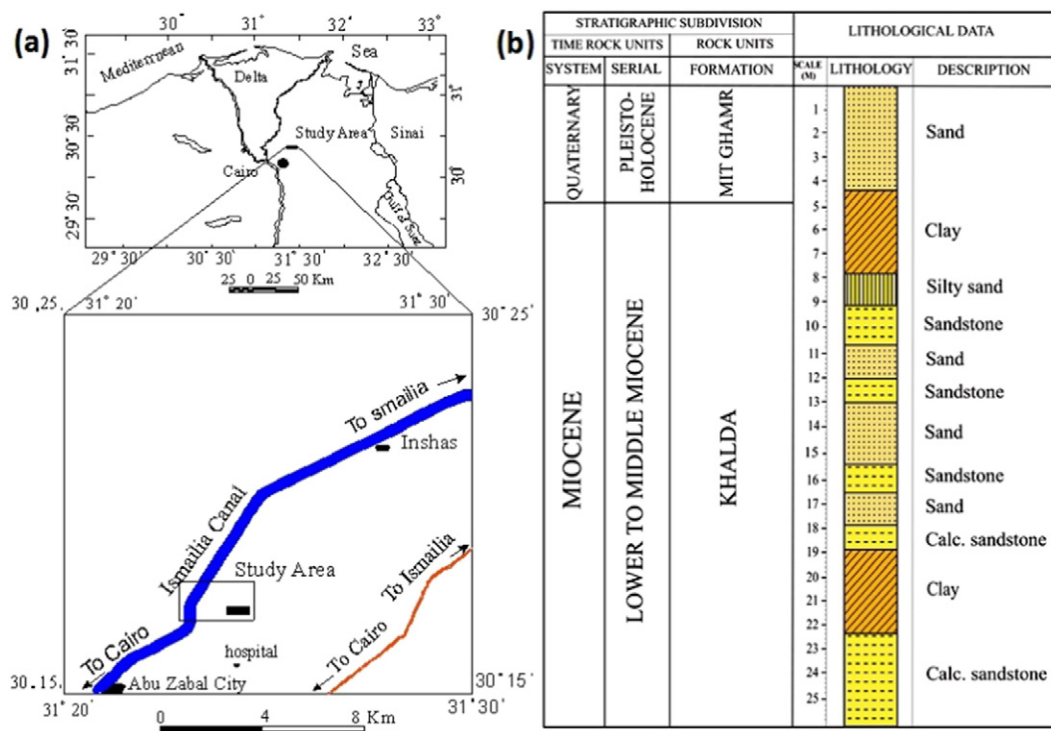 (a)
30 31 32 33
31° 30'
30° 30'
29° 30'
Mediterrnean Sea
Delta
Study Area
Sinai
Cairo
Gulf of Suez
31°
30°
29° 30' 30° 30' 31° 30' 32° 30'
25 0 25 50 Km
30 .25. 31° 20' 31° 30' 30° 25'
To smailia
Inshas
Ismailia Canal
Study Area
To Ismailia
To Cairo
hospital
To Cairo
Abu Zabal City
30 .15. 30° 15'
31° 20' 31° 30'
0 4 8 Km
(b)
STRATIGRAPHIC SUBDIVISION
LITHOLOGICAL DATA
TIME ROCK UNITS ROCK UNITS
SYSTEM SERIAL FORMATION SCALE (M) LITHOLOGY DESCRIPTION
QUATERNARY
PLEISTO-
HOLOCENE
MIT GHAMR
MIOCENE
LOWER TO MIDDLE MIOCENE
KHALDA
1
2
3
4
5
6
7
8
9
10
11
12
13
14
15
16
17
18
19
20
21
22
23
24
25
Sand
Clay
Silty sand
Sandstone
Sand
Sandstone
Sand
Sandstone
Sand
Calc. sandstone
Clay
Calc. sandstone